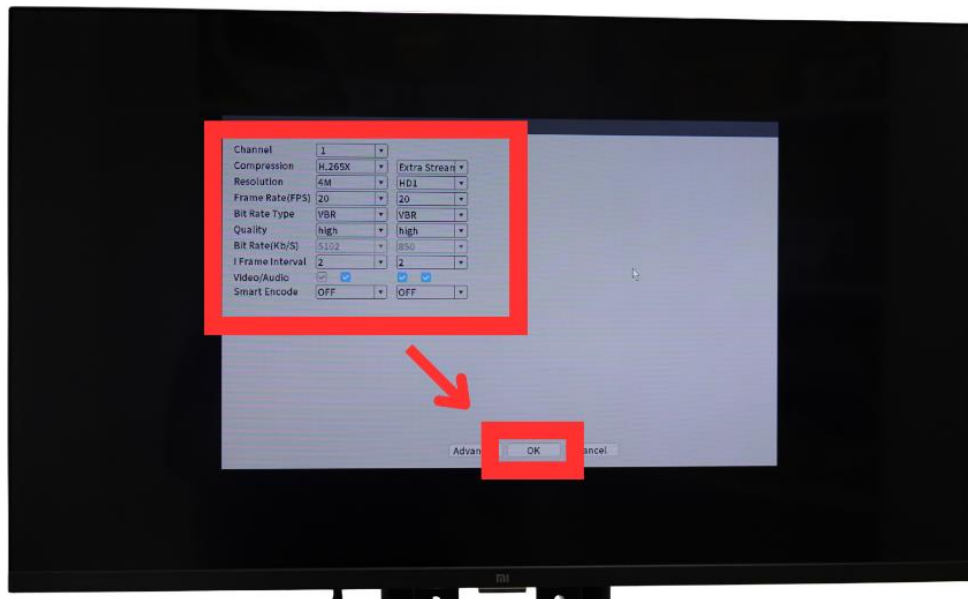 Channel 1
Compression H.265X Extra Stream
Resolution 4M HD1
Frame Rate(FPS) 20 20
Bit Rate Type VBR VBR
Quality high high
Bit Rate(Kb/S) 5102 850
I Frame Interval 2 2
Video/Audio
Smart Encode OFF OFF
Advan OK ancel
mi